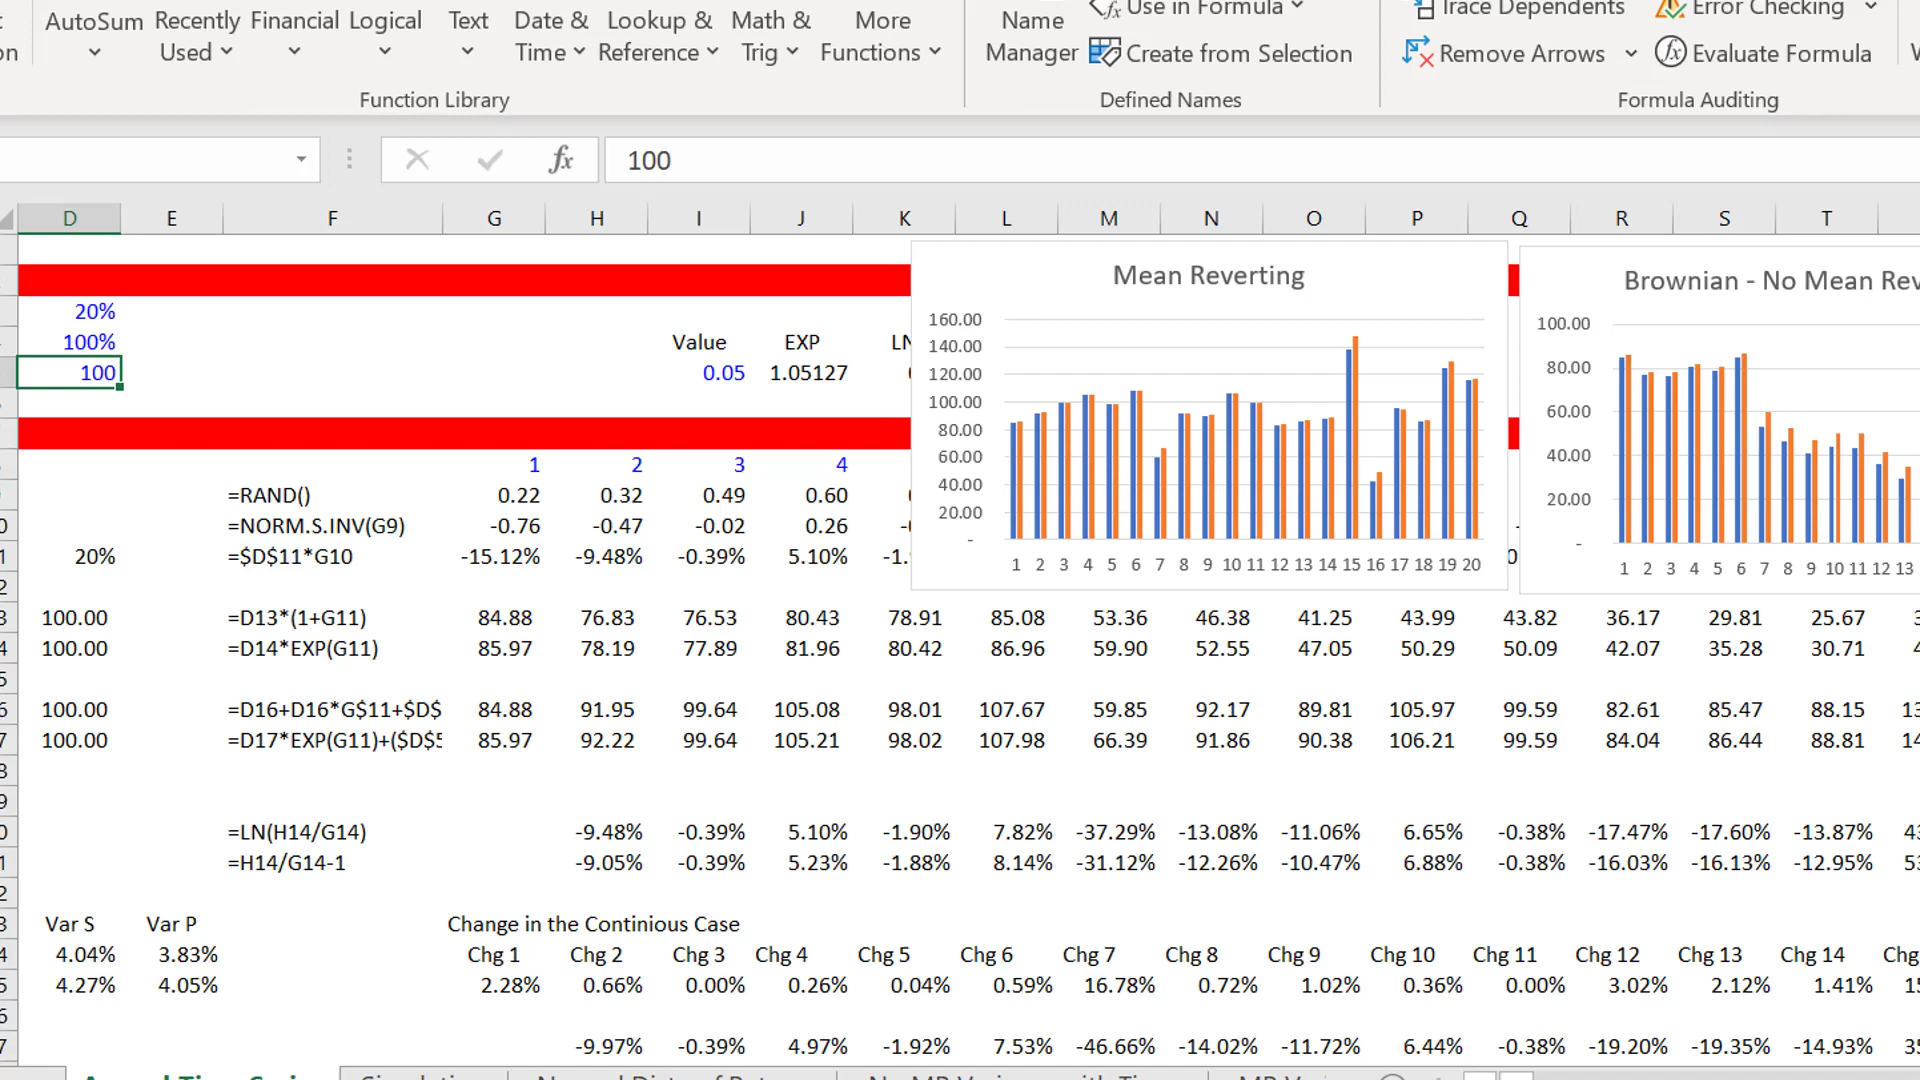 AutoSum Recently Used Financial Logical Text Date & Time Lookup & Reference Math & Trig More Functions
Name Manager Use in Formula Create from Selection
Trace Dependents Error Checking
Remove Arrows Evaluate Formula
Function Library Defined Names Formula Auditing
fx 100
D E F G H I J K L M N O P Q R S T
20%
100% Value EXP
100 0.05 1.05127
Mean Reverting
160.00
140.00
120.00
100.00
80.00
60.00
40.00
20.00
-
1 2 3 4 5 6 7 8 9 10 11 12 13 14 15 16 17 18 19 20
Brownian - No Mean Rev
100.00
80.00
60.00
40.00
20.00
-
1 2 3 4 5 6 7 8 9 10 11 12 13
1 2 3 4
=RAND() 0.22 0.32 0.49 0.60
=NORM.S.INV(G9) -0.76 -0.47 -0.02 0.26
20% =$D$11*G10 -15.12% -9.48% -0.39% 5.10% -1.
100.00 =D13*(1+G11) 84.88 76.83 76.53 80.43 78.91 85.08 53.36 46.38 41.25 43.99 43.82 36.17 29.81 25.67
100.00 =D14*EXP(G11) 85.97 78.19 77.89 81.96 80.42 86.96 59.90 52.55 47.05 50.29 50.09 42.07 35.28 30.71
100.00 =D16+D16*G$11+$D$ 84.88 91.95 99.64 105.08 98.01 107.67 59.85 92.17 89.81 105.97 99.59 82.61 85.47 88.15
100.00 =D17*EXP(G11)+($D$5 85.97 92.22 99.64 105.21 98.02 107.98 66.39 91.86 90.38 106.21 99.59 84.04 86.44 88.81
=LN(H14/G14) -9.48% -0.39% 5.10% -1.90% 7.82% -37.29% -13.08% -11.06% 6.65% -0.38% -17.47% -17.60% -13.87%
=H14/G14-1 -9.05% -0.39% 5.23% -1.88% 8.14% -31.12% -12.26% -10.47% 6.88% -0.38% -16.03% -16.13% -12.95%
Var S Var P Change in the Continious Case
4.04% 3.83% Chg 1 Chg 2 Chg 3 Chg 4 Chg 5 Chg 6 Chg 7 Chg 8 Chg 9 Chg 10 Chg 11 Chg 12 Chg 13 Chg 14 Chg
4.27% 4.05% 2.28% 0.66% 0.00% 0.26% 0.04% 0.59% 16.78% 0.72% 1.02% 0.36% 0.00% 3.02% 2.12% 1.41%
-9.97% -0.39% 4.97% -1.92% 7.53% -46.66% -14.02% -11.72% 6.44% -0.38% -19.20% -19.35% -14.93%